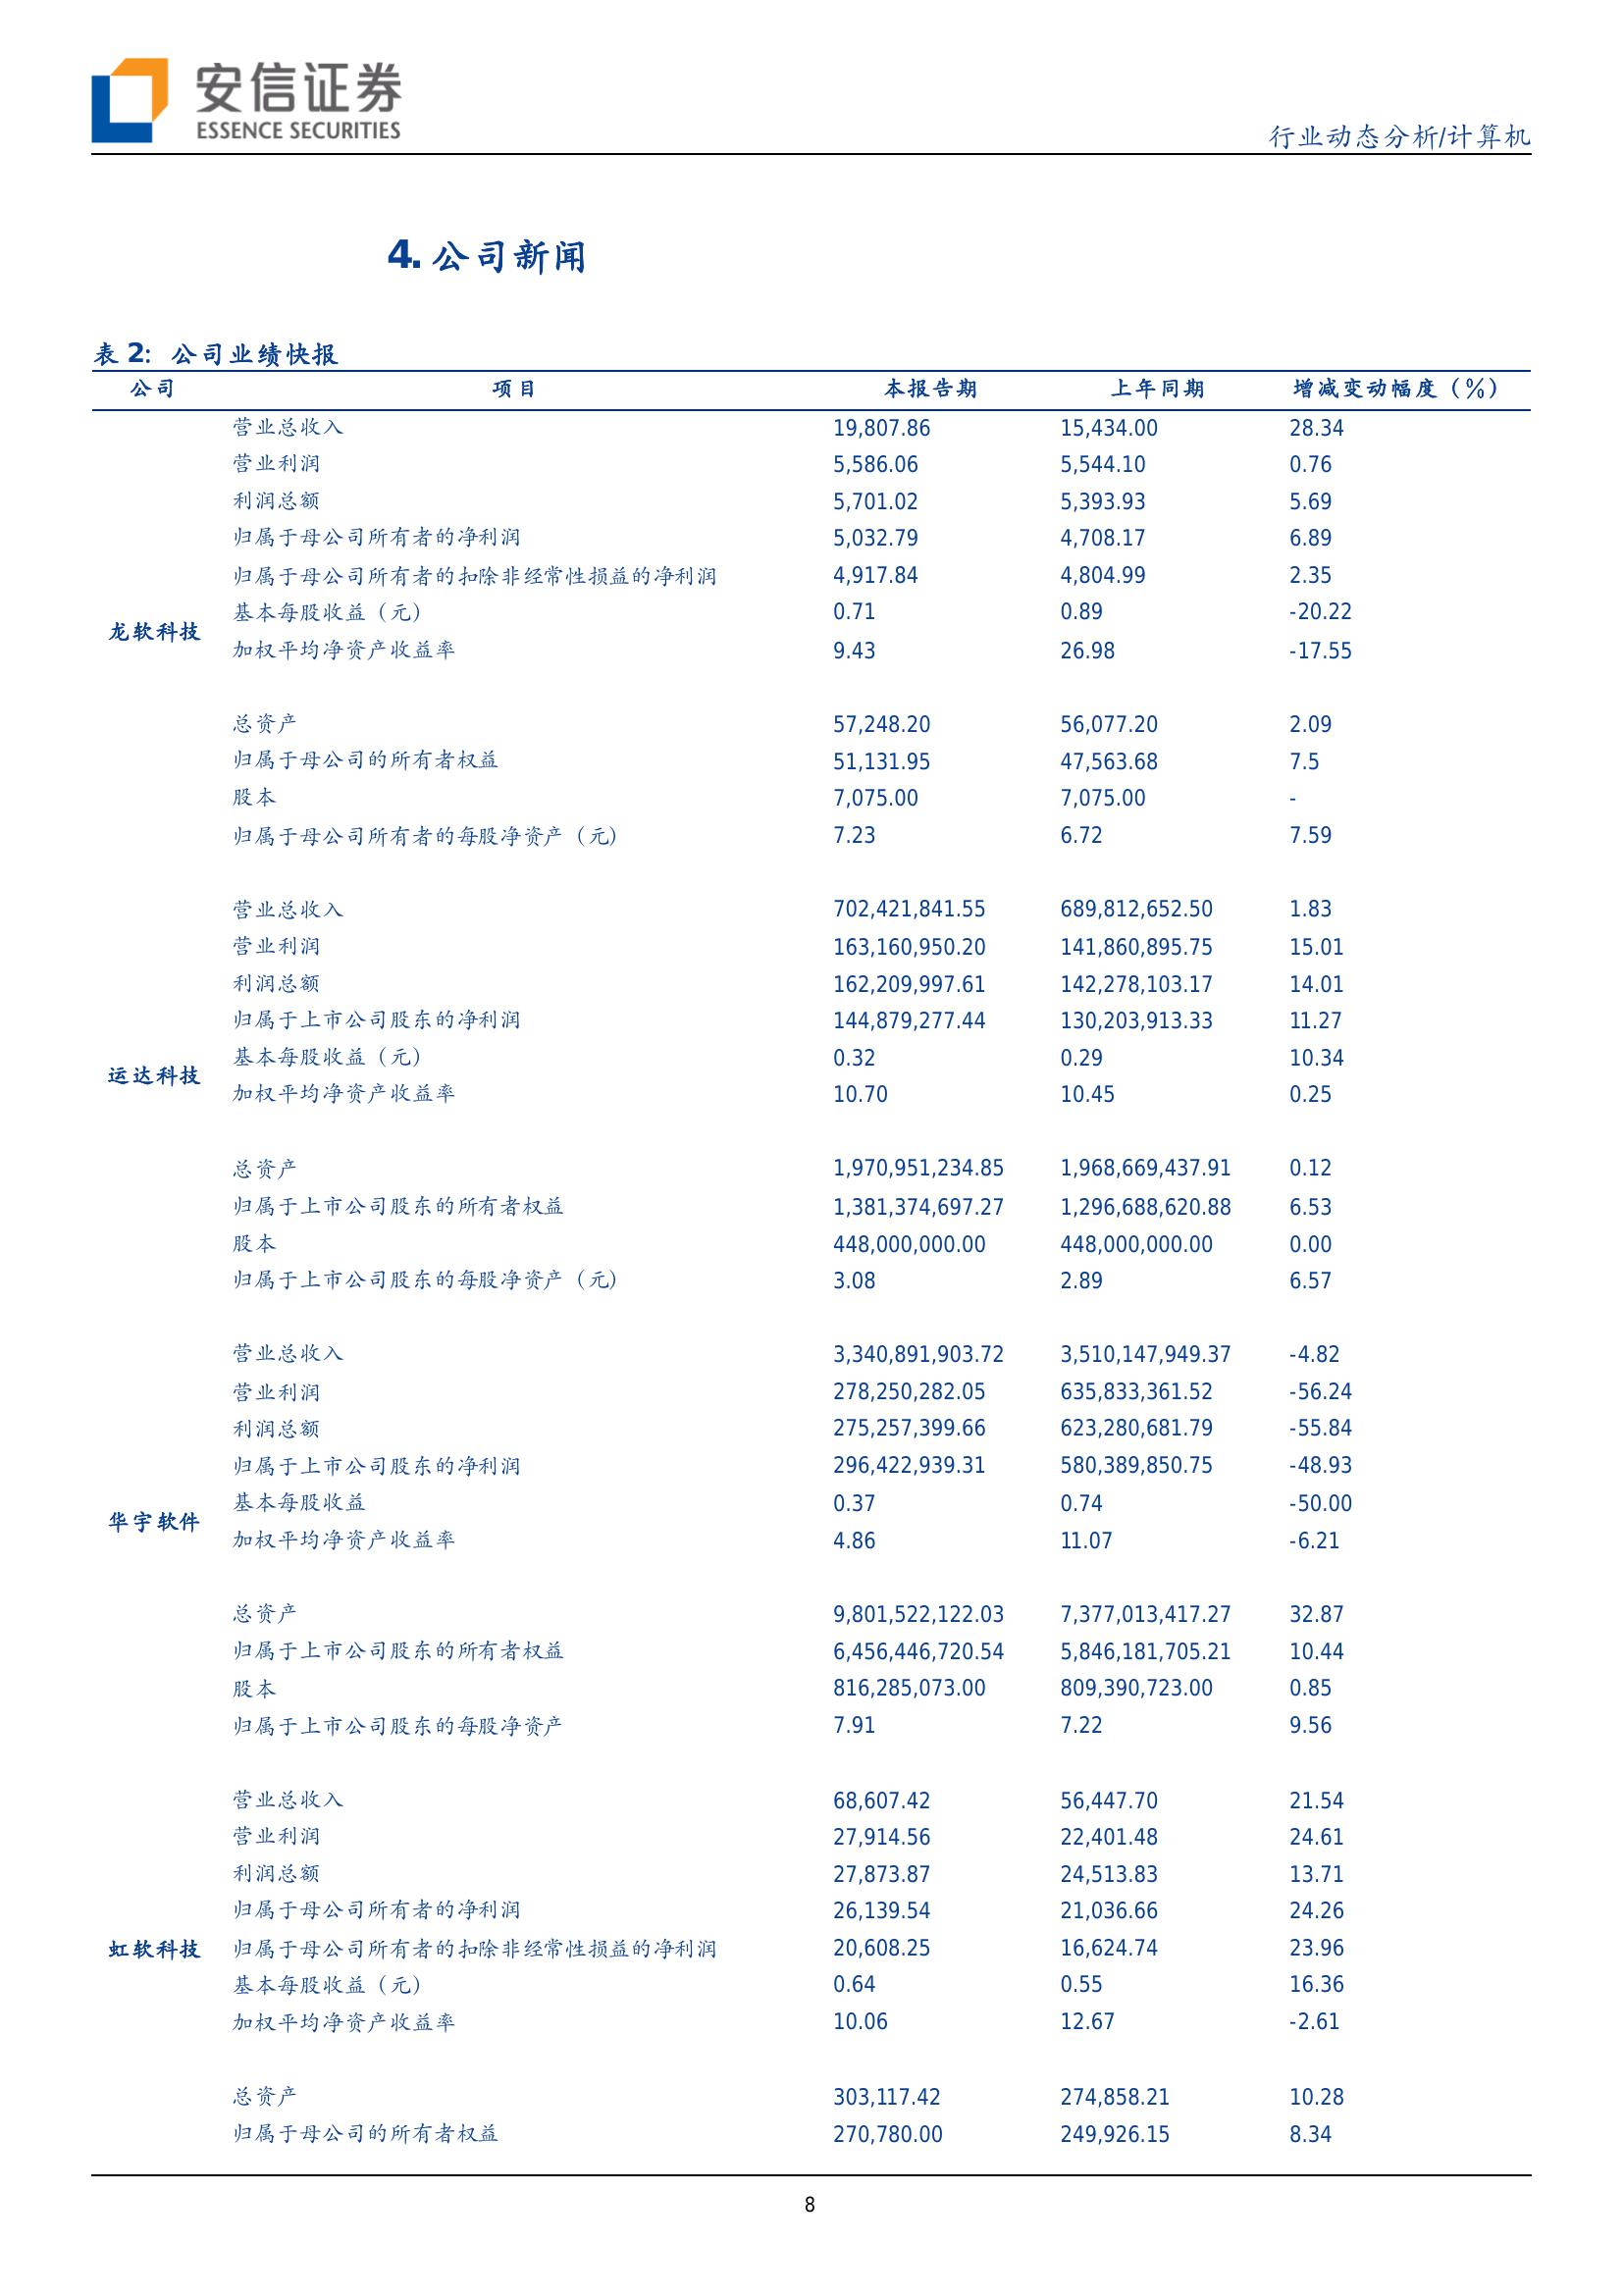 安信证券
ESSENCE SECURITIES
行业动态分析/计算机
4. 公司新闻
表 2：公司业绩快报
公司 项目 本报告期 上年同期 增减变动幅度（％）
营业总收入 19,807.86 15,434.00 28.34
营业利润 5,586.06 5,544.10 0.76
利润总额 5,701.02 5,393.93 5.69
归属于母公司所有者的净利润 5,032.79 4,708.17 6.89
归属于母公司所有者的扣除非经常性损益的净利润 4,917.84 4,804.99 2.35
基本每股收益（元） 0.71 0.89 -20.22
龙软科技
加权平均净资产收益率 9.43 26.98 -17.55
总资产 57,248.20 56,077.20 2.09
归属于母公司的所有者权益 51,131.95 47,563.68 7.5
股本 7,075.00 7,075.00 -
归属于母公司所有者的每股净资产（元） 7.23 6.72 7.59
营业总收入 702,421,841.55 689,812,652.50 1.83
营业利润 163,160,950.20 141,860,895.75 15.01
利润总额 162,209,997.61 142,278,103.17 14.01
归属于上市公司股东的净利润 144,879,277.44 130,203,913.33 11.27
基本每股收益（元） 0.32 0.29 10.34
运达科技
加权平均净资产收益率 10.70 10.45 0.25
总资产 1,970,951,234.85 1,968,669,437.91 0.12
归属于上市公司股东的所有者权益 1,381,374,697.27 1,296,688,620.88 6.53
股本 448,000,000.00 448,000,000.00 0.00
归属于上市公司股东的每股净资产（元） 3.08 2.89 6.57
营业总收入 3,340,891,903.72 3,510,147,949.37 -4.82
营业利润 278,250,282.05 635,833,361.52 -56.24
利润总额 275,257,399.66 623,280,681.79 -55.84
归属于上市公司股东的净利润 296,422,939.31 580,389,850.75 -48.93
基本每股收益 0.37 0.74 -50.00
华宇软件
加权平均净资产收益率 4.86 11.07 -6.21
总资产 9,801,522,122.03 7,377,013,417.27 32.87
归属于上市公司股东的所有者权益 6,456,446,720.54 5,846,181,705.21 10.44
股本 816,285,073.00 809,390,723.00 0.85
归属于上市公司股东的每股净资产 7.91 7.22 9.56
营业总收入 68,607.42 56,447.70 21.54
营业利润 27,914.56 22,401.48 24.61
利润总额 27,873.87 24,513.83 13.71
归属于母公司所有者的净利润 26,139.54 21,036.66 24.26
虹软科技 归属于母公司所有者的扣除非经常性损益的净利润 20,608.25 16,624.74 23.96
基本每股收益（元） 0.64 0.55 16.36
加权平均净资产收益率 10.06 12.67 -2.61
总资产 303,117.42 274,858.21 10.28
归属于母公司的所有者权益 270,780.00 249,926.15 8.34
8